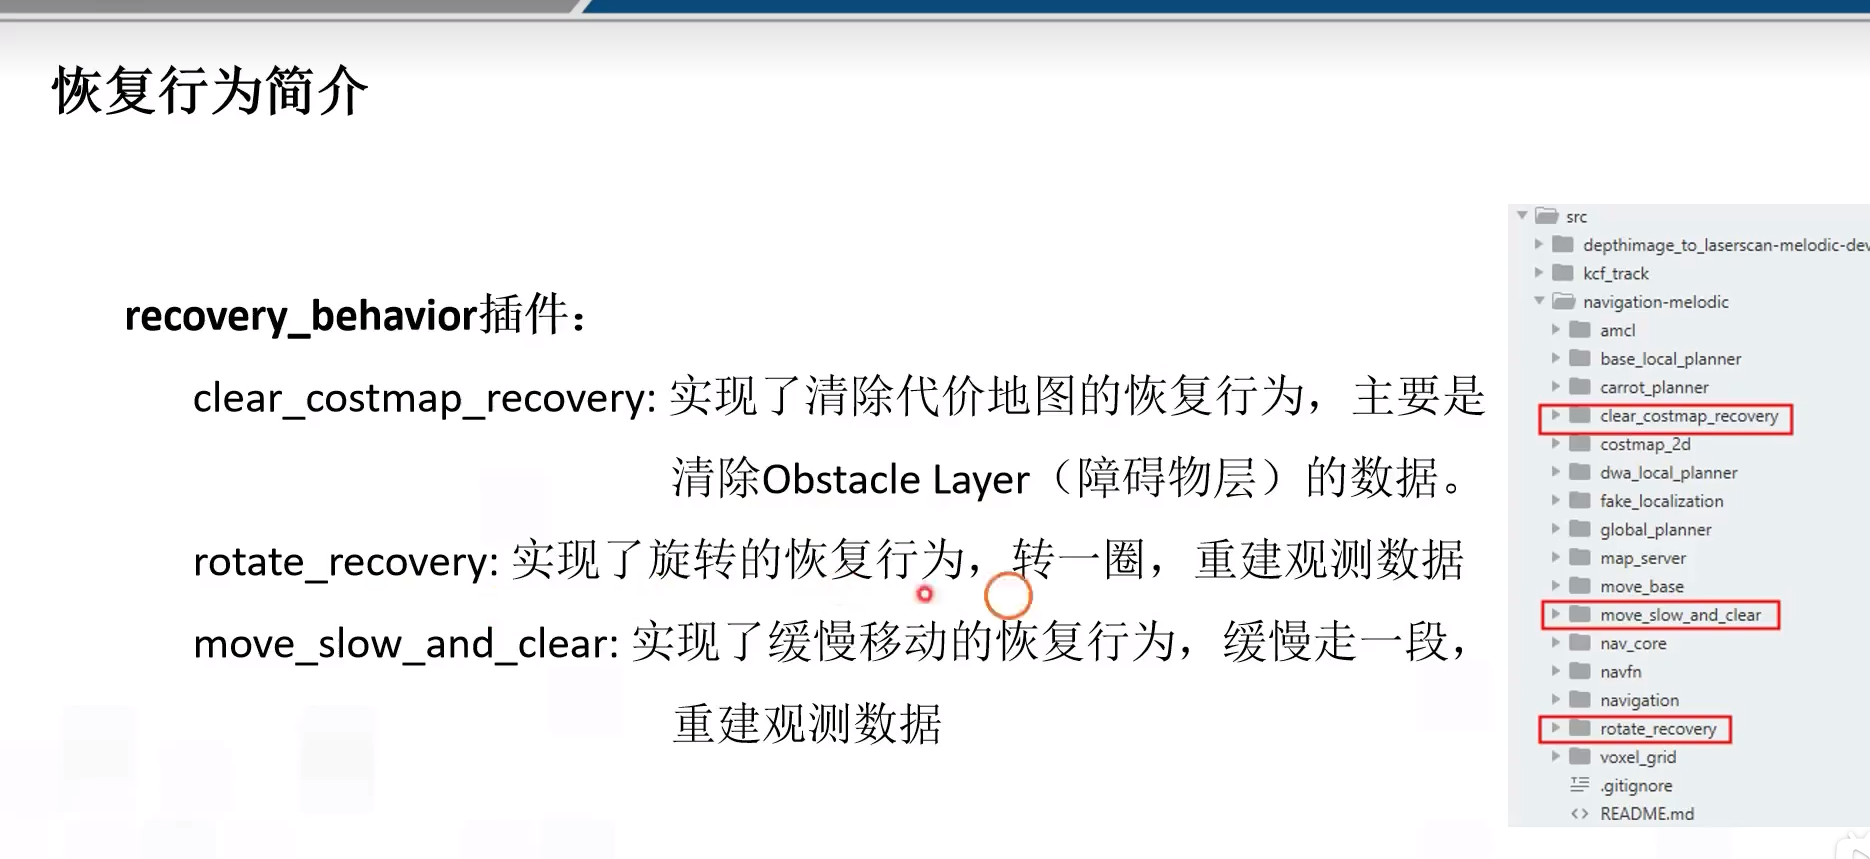 恢复行为简介
recovery_behavior插件：
clear_costmap_recovery: 实现了清除代价地图的恢复行为，主要是
清除Obstacle Layer（障碍物层）的数据。
rotate_recovery: 实现了旋转的恢复行为，转一圈，重建观测数据
move_slow_and_clear: 实现了缓慢移动的恢复行为，缓慢走一段，
重建观测数据
src
depthimage_to_laserscan-melodic-dev
kcf_track
navigation-melodic
amcl
base_local_planner
carrot_planner
clear_costmap_recovery
costmap_2d
dwa_local_planner
fake_localization
global_planner
map_server
move_base
move_slow_and_clear
nav_core
navfn
navigation
rotate_recovery
voxel_grid
.gitignore
README.md